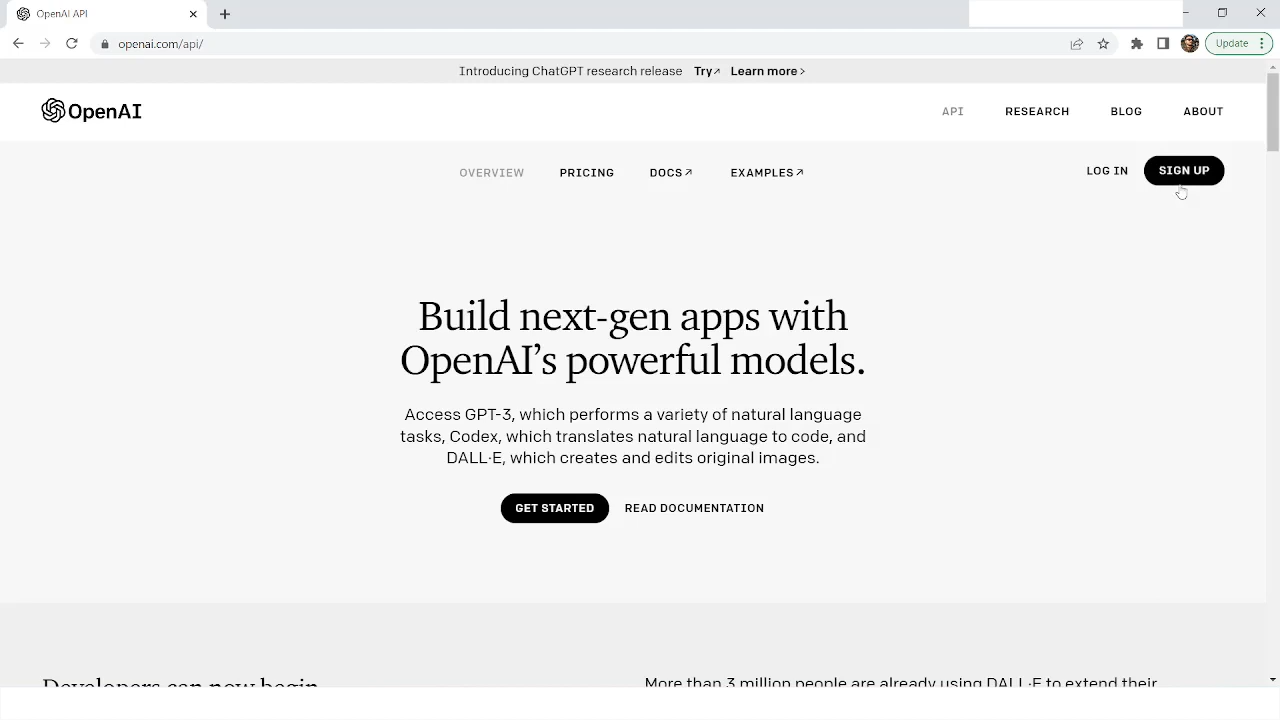 OpenAI API
openai.com/api/
Update
Introducing ChatGPT research release Try↗ Learn more >
OpenAI
API RESEARCH BLOG ABOUT
OVERVIEW PRICING DOCS↗ EXAMPLES↗
LOG IN SIGN UP
Build next-gen apps with
OpenAI’s powerful models.
Access GPT-3, which performs a variety of natural language
tasks, Codex, which translates natural language to code, and
DALL·E, which creates and edits original images.
GET STARTED READ DOCUMENTATION
Developers can now begin
More than 3 million people are already using DALL·E to extend their